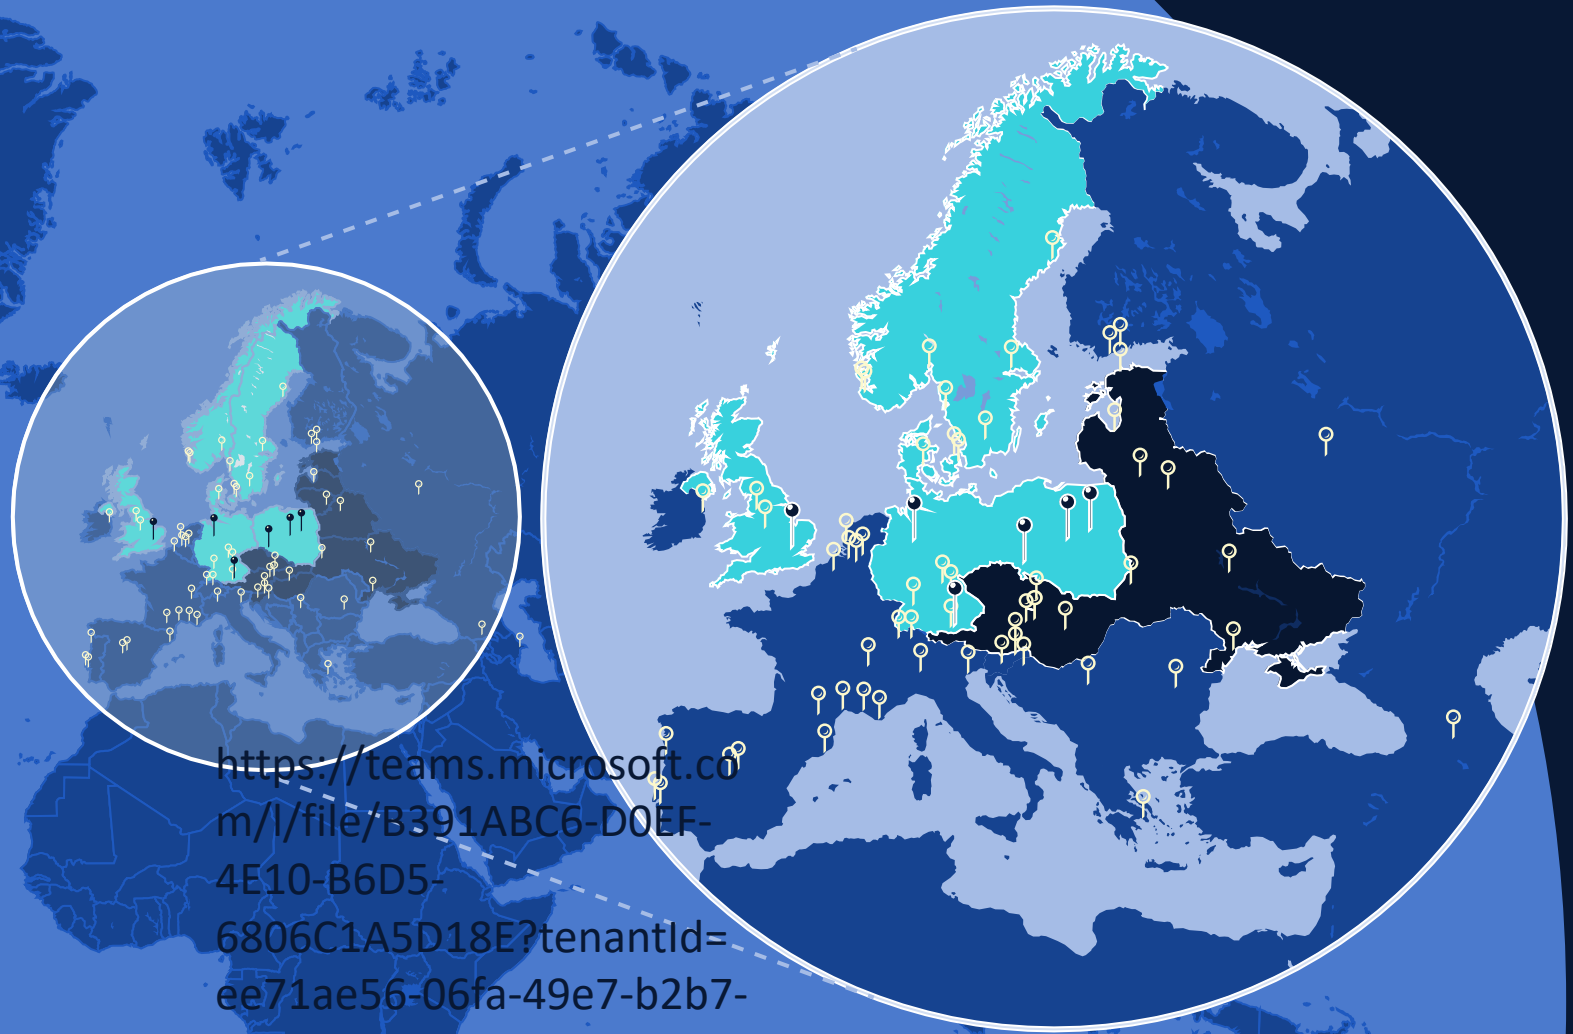 https://teams.microsoft.co
m/l/file/B391ABC6-D0EF-
4E10-B6D5-
6806C1A5D18E?tenantId=
ee71ae56-06fa-49e7-b2b7-